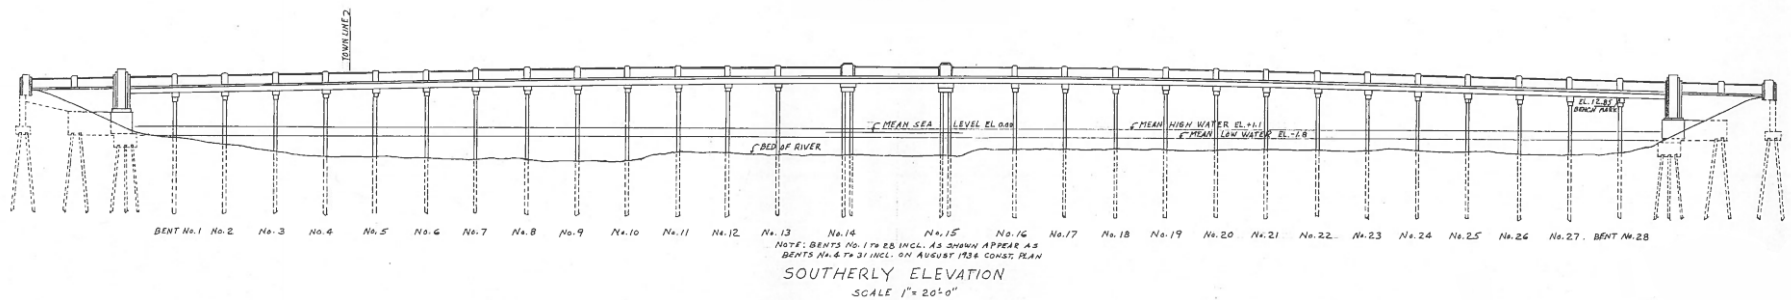 TOWN LINE
MEAN SEA LEVEL EL 0.00
MEAN HIGH WATER EL.+1.1
MEAN LOW WATER EL.-1.8
EL. 12.85
BENCH MARK
BED OF RIVER
BENT No.1 No.2 No.3 No.4 No.5 No.6 No.7 No.8 No.9 No.10 No.11 No.12 No.13 No.14 No.15 No.16 No.17 No.18 No.19 No.20 No.21 No.22 No.23 No.24 No.25 No.26 No.27. BENT No.28
NOTE: BENTS No.1 TO 28 INCL. AS SHOWN APPEAR AS
BENTS No.4 TO 31 INCL. ON AUGUST 1934 CONST. PLAN
SOUTHERLY ELEVATION
SCALE 1"= 20'-0"